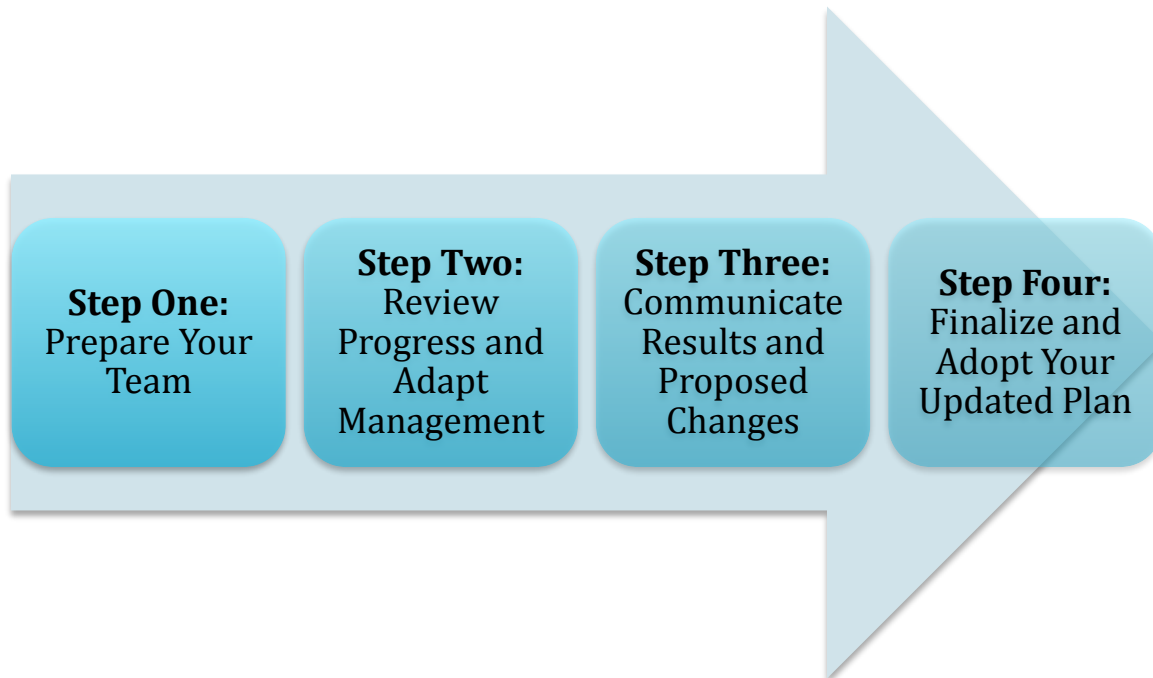 Step One:
Prepare Your
Team
Step Two:
Review
Progress and
Adapt
Management
Step Three:
Communicate
Results and
Proposed
Changes
Step Four:
Finalize and
Adopt Your
Updated Plan